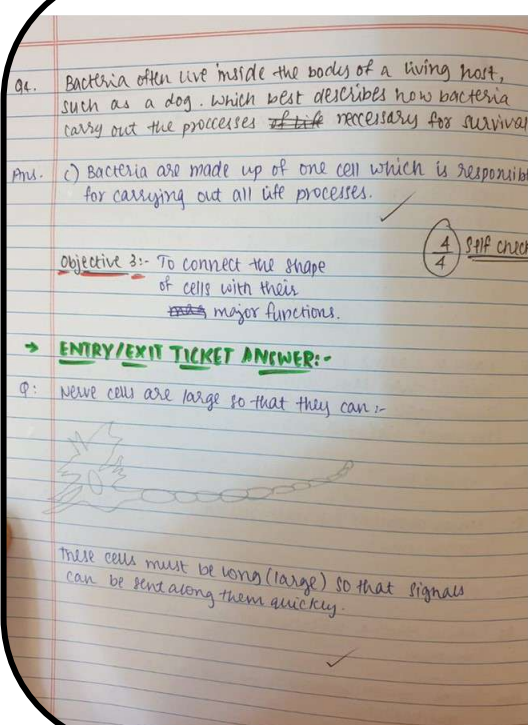 Q4. Bacteria often live inside the body of a living host,
such as a dog. Which best describes how bacteria
carry out the proccesses of life neccessary for survival
Ans. c) Bacteria are made up of one cell which is responsibl
for carrying out all life processes.
4/4 Self check
Objective 3:- To connect the shape
of cells with their
major functions.
→ ENTRY/EXIT TICKET ANSWER:-
Q: Nerve cells are large so that they can :-
These cells must be long (large) so that signals
can be sent along them quickly.